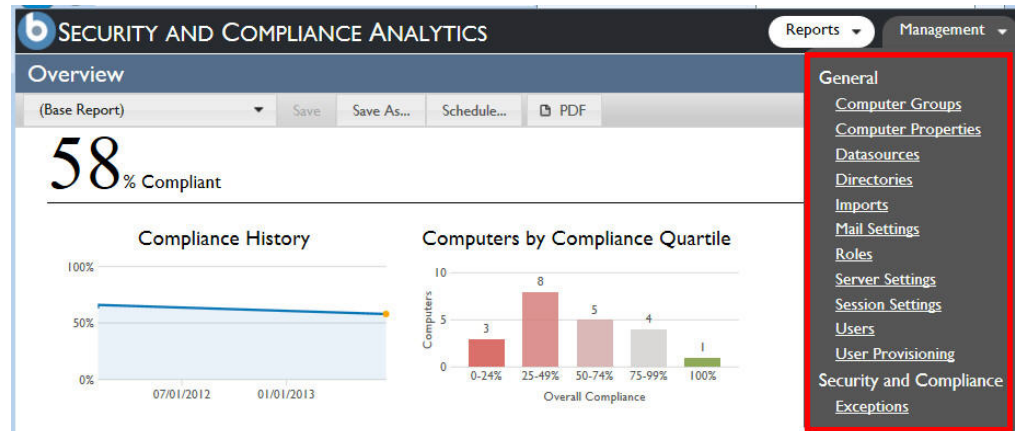 b SECURITY AND COMPLIANCE ANALYTICS
Reports
Management
Overview
(Base Report)
Save
Save As...
Schedule...
PDF
58% Compliant
Compliance History
100%
50%
0%
07/01/2012
01/01/2013
Computers by Compliance Quartile
Computers
10
5
0
3
8
5
4
1
0-24%
25-49%
50-74%
75-99%
100%
Overall Compliance
General
Computer Groups
Computer Properties
Datasources
Directories
Imports
Mail Settings
Roles
Server Settings
Session Settings
Users
User Provisioning
Security and Compliance
Exceptions